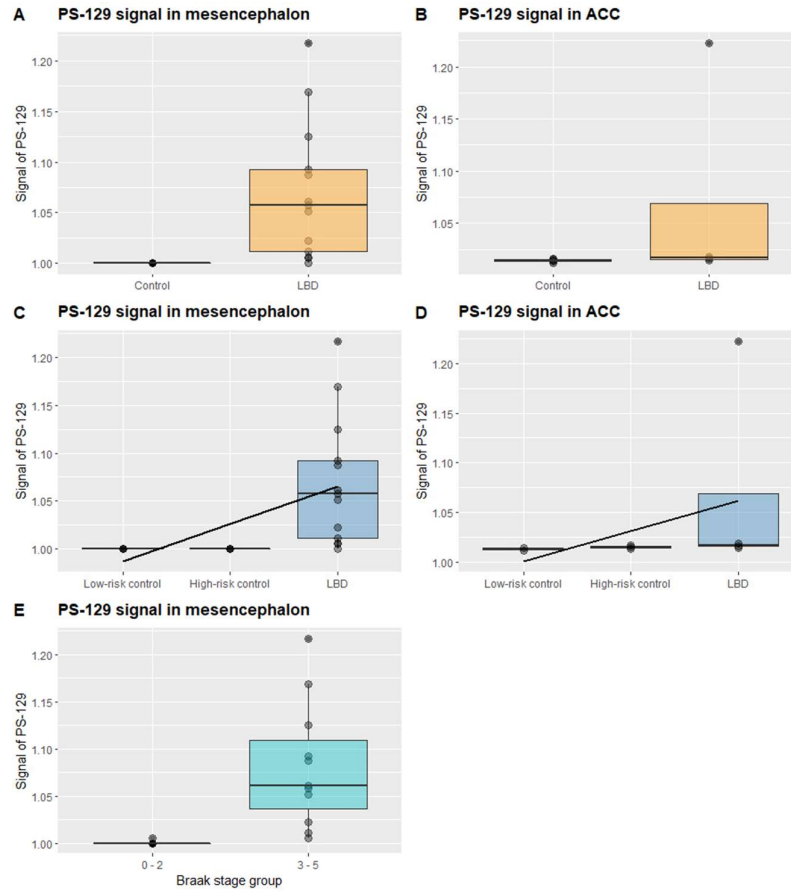 A PS-129 signal in mesencephalon
Signal of PS-129
1.20
1.15
1.10
1.05
1.00
Control LBD
B PS-129 signal in ACC
Signal of PS-129
1.20
1.15
1.10
1.05
Control LBD
C PS-129 signal in mesencephalon
Signal of PS-129
1.20
1.15
1.10
1.05
1.00
Low-risk control High-risk control LBD
D PS-129 signal in ACC
Signal of PS-129
1.20
1.15
1.10
1.05
1.00
Low-risk control High-risk control LBD
E PS-129 signal in mesencephalon
Signal of PS-129
1.20
1.15
1.10
1.05
1.00
0 - 2 3 - 5
Braak stage group